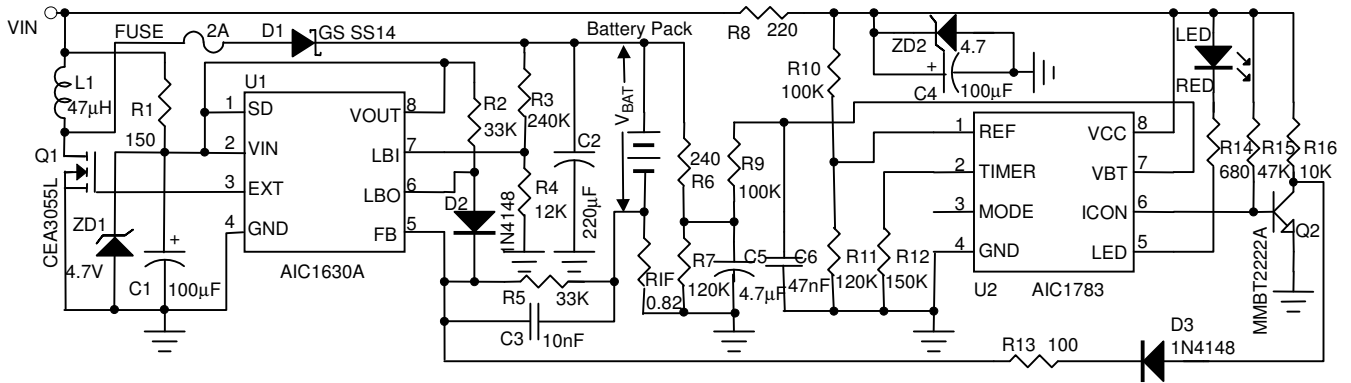 VIN
FUSE
2A
D1
GS SS14
Battery Pack
R8
220
L1
47µH
R1
150
U1
1
SD
2
VIN
3
EXT
4
GND
VOUT
8
LBI
7
LBO
6
FB
5
AIC1630A
R2
33K
R3
240K
R4
12K
C2
220µF
VBAT
Q1
CEA3055L
ZD1
4.7V
C1
+
100µF
D2
1N4148
R5
33K
C3
10nF
RIF
0.82
240
R6
R7
120K
R9
100K
C5
4.7µF
C6
47nF
R10
100K
R11
120K
R12
150K
ZD2
4.7
+
C4
100µF
1
REF
2
TIMER
3
MODE
4
GND
VCC
8
VBT
7
ICON
6
LED
5
U2
AIC1783
LED
RED
R14
680
R15
47K
R16
10K
Q2
MMBT2222A
R13
100
D3
1N4148